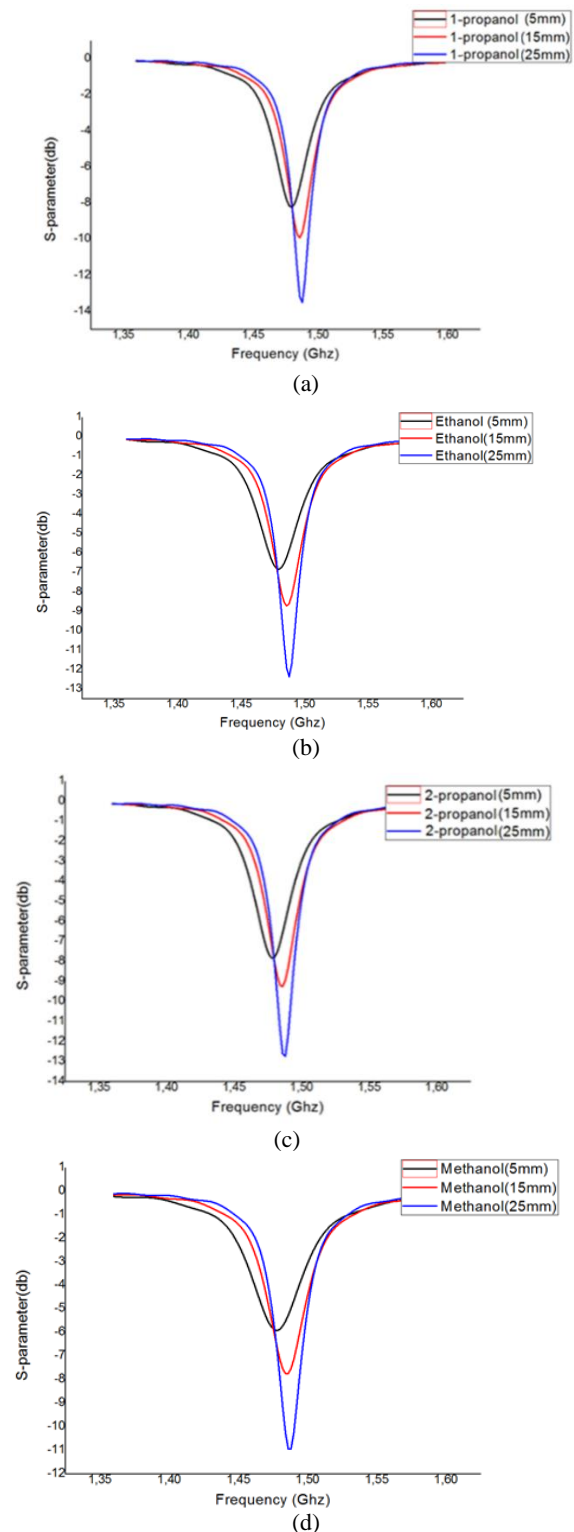 1-propanol (5mm)
1-propanol (15mm)
1-propanol (25mm)
0
-2
-4
-6
-8
-10
-12
-14
S-parameter(db)
1,35 1,40 1,45 1,50 1,55 1,60
Frequency (Ghz)
(a)
Ethanol (5mm)
Ethanol(15mm)
Ethanol(25mm)
1
0
-1
-2
-3
-4
-5
-6
-7
-8
-9
-10
-11
-12
-13
S-parameter(db)
1,35 1,40 1,45 1,50 1,55 1,60
Frequency (Ghz)
(b)
2-propanol(5mm)
2-propanol(15mm)
2-propanol(25mm)
1
0
-1
-2
-3
-4
-5
-6
-7
-8
-9
-10
-11
-12
-13
-14
S-parameter(db)
1,35 1,40 1,45 1,50 1,55 1,60
Frequency (Ghz)
(c)
Methanol(5mm)
Methanol(15mm)
Methanol(25mm)
1
0
-1
-2
-3
-4
-5
-6
-7
-8
-9
-10
-11
-12
S-parameter(db)
1,35 1,40 1,45 1,50 1,55 1,60
Frequency (Ghz)
(d)